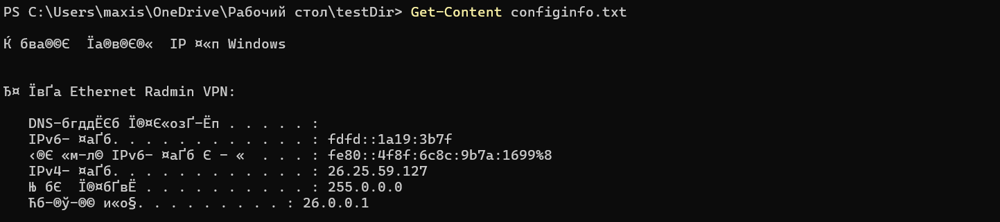 PS C:\Users\maxis\OneDrive\Рабочий стол\testDir> Get-Content configinfo.txt
Ќ бва®©Є  Їа®в®Є®«  IP ¤«п Windows
Ђ¤ ЇвҐа Ethernet Radmin VPN:
DNS-бгддЁЄб Ї®¤Є«озҐ-Ёп . . . . . :
IPv6- ¤аҐб. . . . . . . . . . . . : fdfd::1a19:3b7f
‹®Є «м-л© IPv6- ¤аҐб Є - «  . . . : fe80::4f8f:6c8c:9b7a:1699%8
IPv4- ¤аҐб. . . . . . . . . . . . : 26.25.59.127
Њ бЄ  Ї®¤бҐвЁ . . . . . . . . . . : 255.0.0.0
Ћб-®ў-®© и«о§. . . . . . . . . : 26.0.0.1